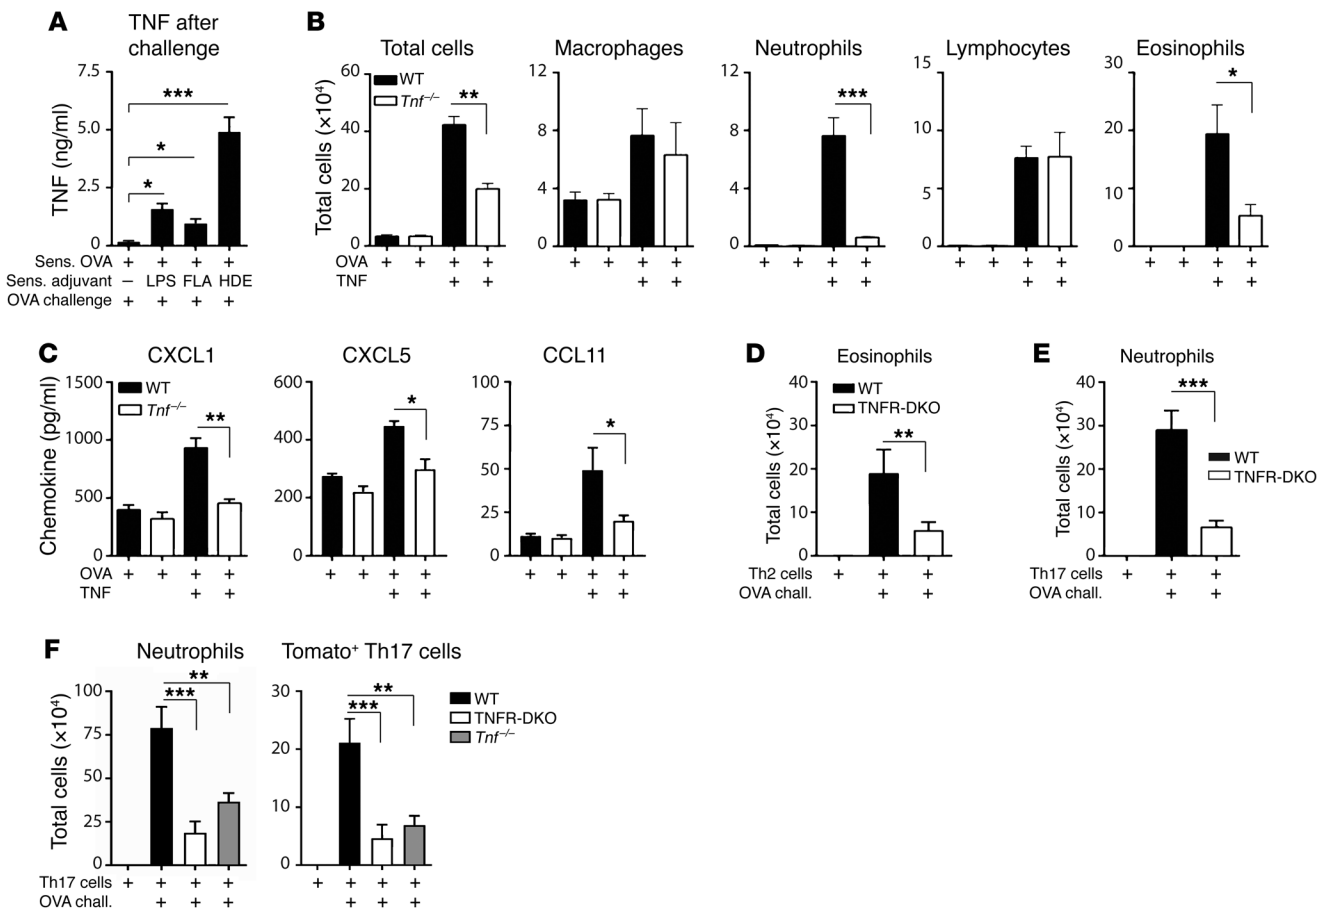 A
TNF after
challenge
TNF (ng/ml)
7.5
5.0
2.5
0
***
*
*
Sens. OVA + + + +
Sens. adjuvant – LPS FLA HDE
OVA challenge + + + +
B
Total cells
Total cells (×10⁴)
60
40
20
0
WT
Tnf⁻/⁻
**
OVA + + + +
TNF + +
Macrophages
12
8
4
0
+ + + +
+ +
Neutrophils
12
8
4
0
***
+ + + +
+ +
Lymphocytes
15
10
5
0
+ + + +
+ +
Eosinophils
30
20
10
0
*
+ + + +
+ +
C
CXCL1
Chemokine (pg/ml)
1500
1000
500
0
WT
Tnf⁻/⁻
**
OVA + + + +
TNF + +
CXCL5
600
400
200
0
*
+ + + +
+ +
CCL11
100
75
50
25
0
*
+ + + +
+ +
D
Eosinophils
Total cells (×10⁴)
40
30
20
10
0
WT
TNFR-DKO
**
Th2 cells + + +
OVA chall. + +
E
Neutrophils
Total cells (×10⁴)
40
30
20
10
0
***
WT
TNFR-DKO
Th17 cells + + +
OVA chall. + +
F
Neutrophils
Total cells (×10⁴)
100
75
50
25
0
**
***
Th17 cells + + + +
OVA chall. + + +
Tomato⁺ Th17 cells
30
20
10
0
**
***
+ + + +
+ + +
WT
TNFR-DKO
Tnf⁻/⁻